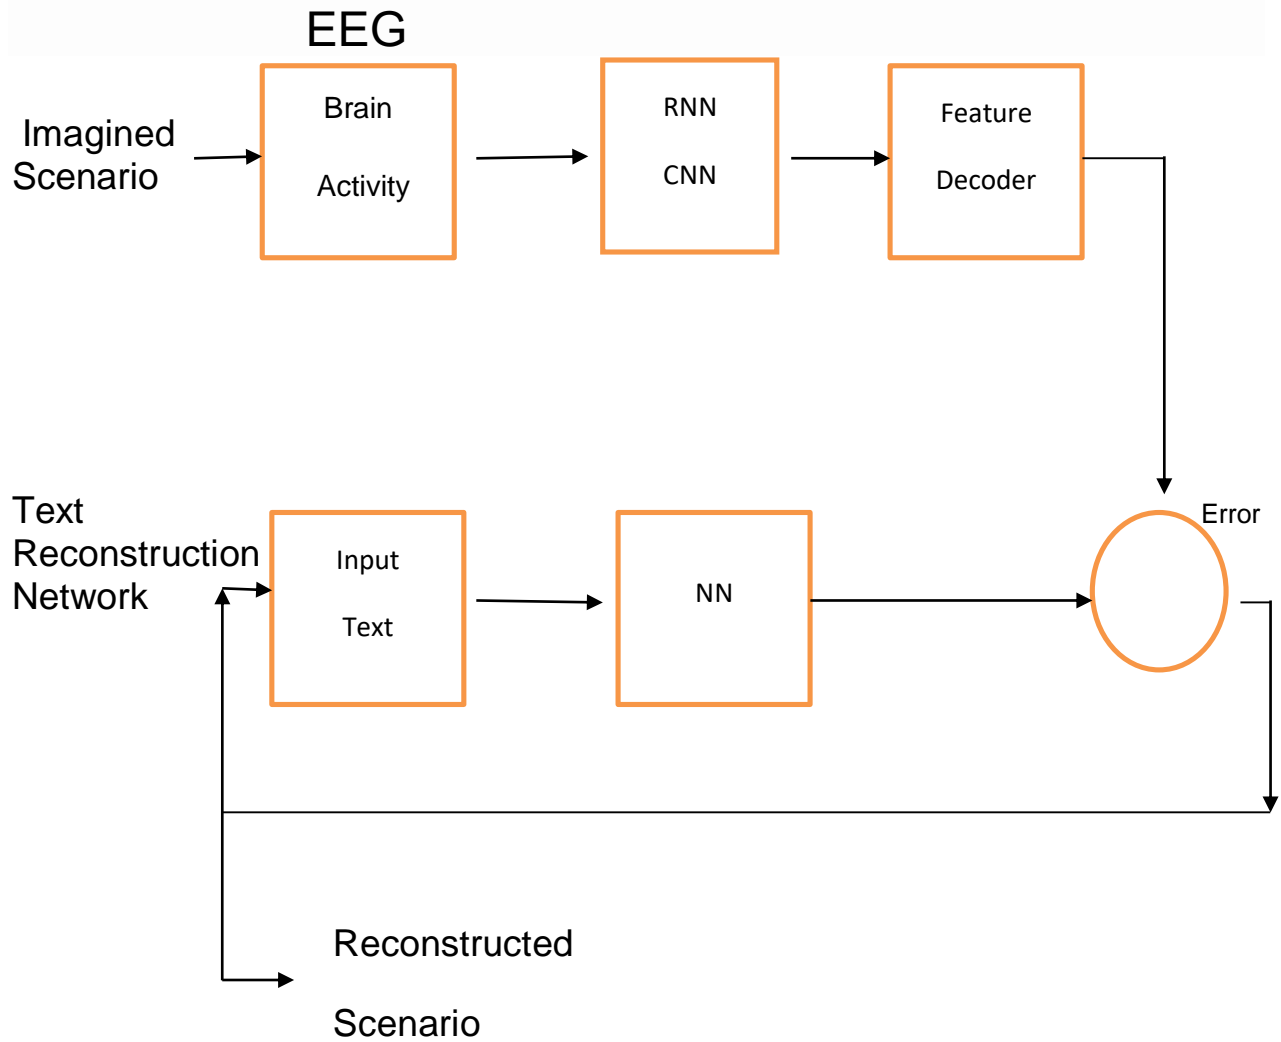 EEG
Imagined
Scenario
Brain
Activity
RNN
CNN
Feature
Decoder
Text
Reconstruction
Network
Input
Text
NN
Error
Reconstructed
Scenario